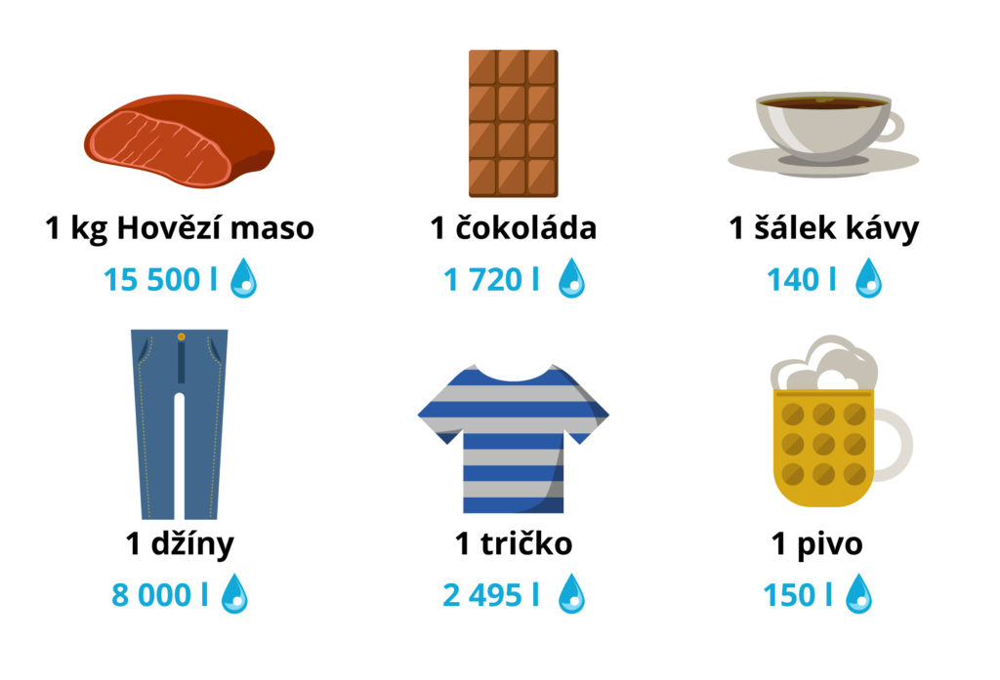 1 kg Hovězí maso
15 500 l
1 čokoláda
1 720 l
1 šálek kávy
140 l
1 džíny
8 000 l
1 tričko
2 495 l
1 pivo
150 l